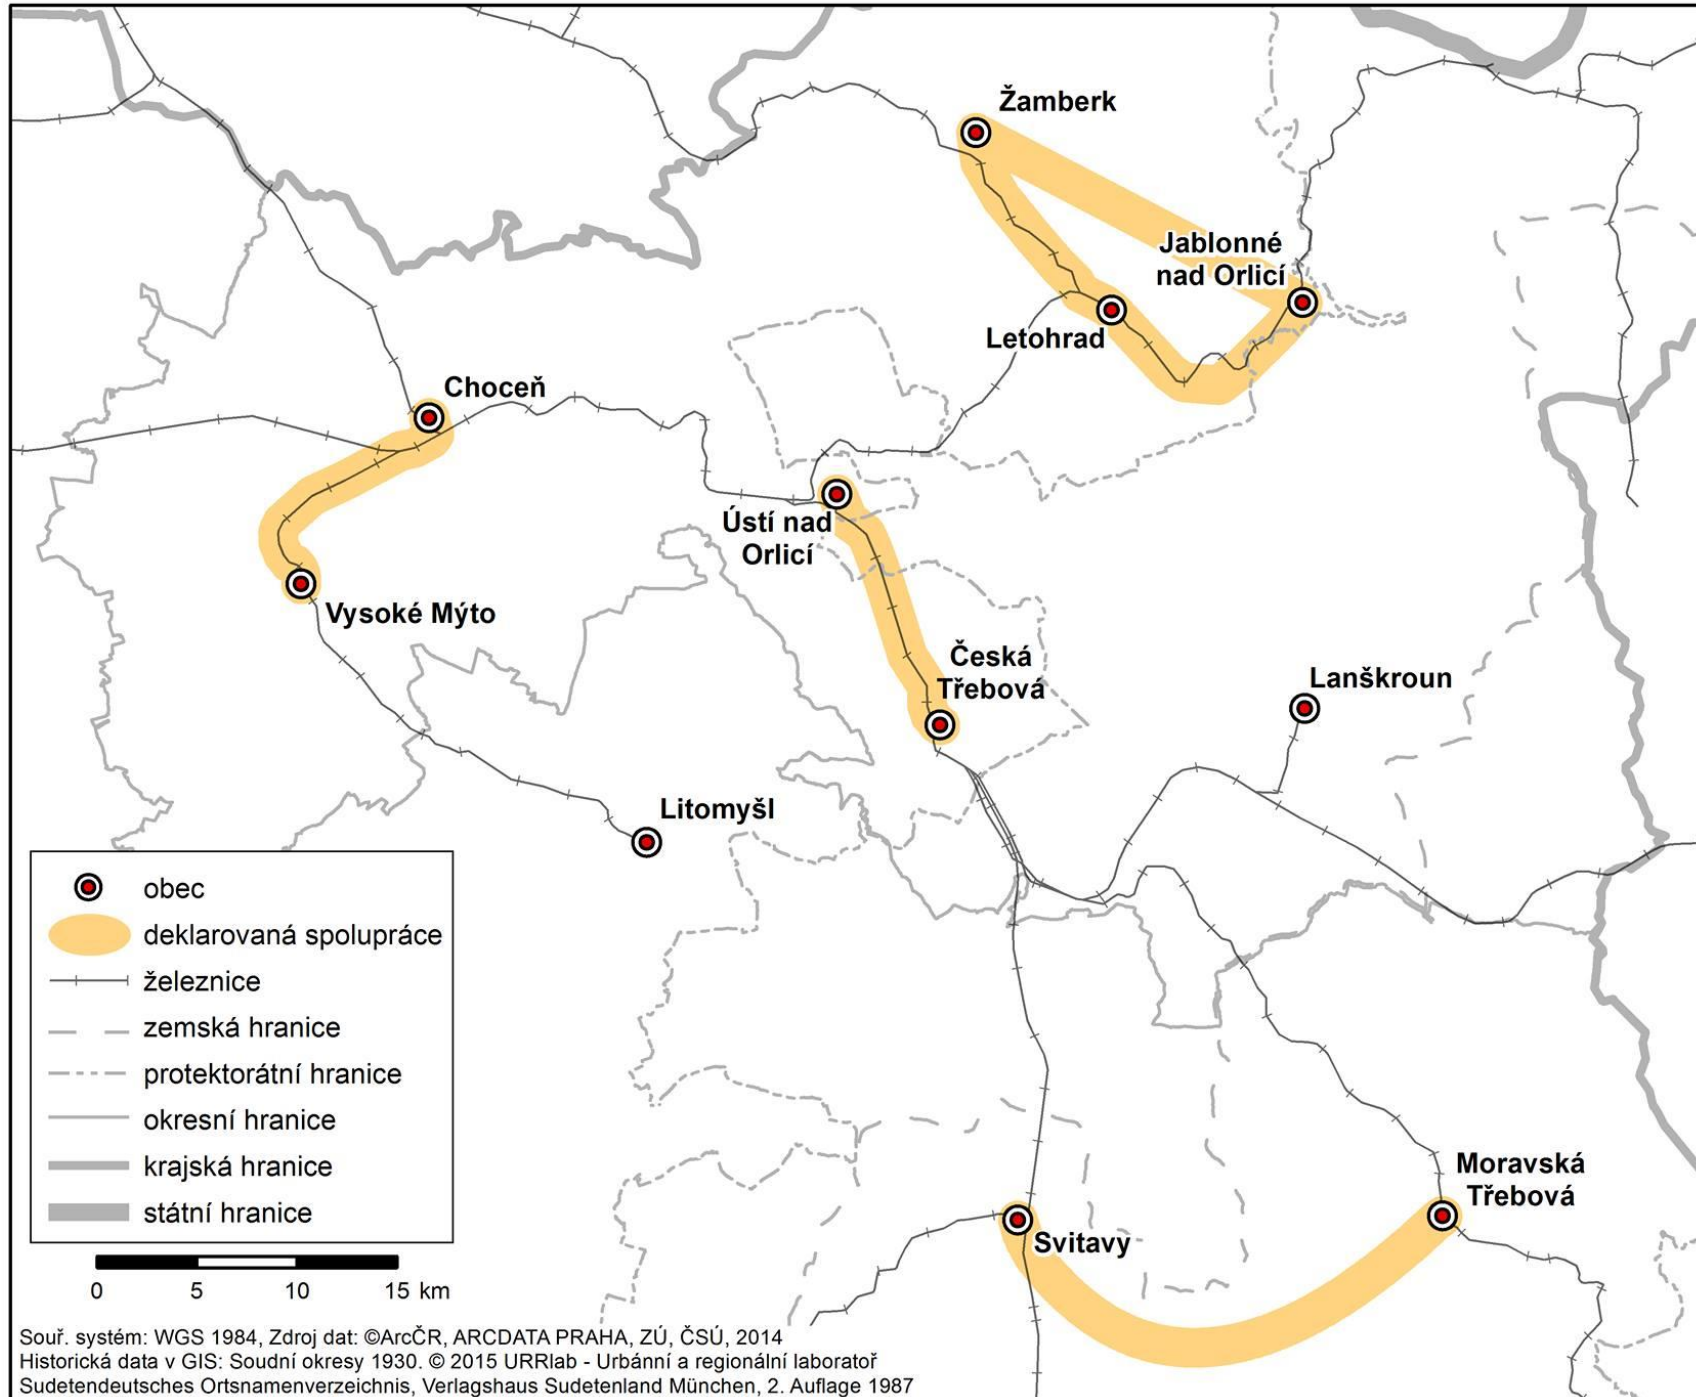 Žamberk
Jablonné
nad Orlicí
Letohrad
Choceň
Ústí nad
Orlicí
Vysoké Mýto
Česká
Třebová
Lanškroun
Litomyšl
Moravská
Třebová
Svitavy
obec
deklarovaná spolupráce
železnice
zemská hranice
protektorátní hranice
okresní hranice
krajská hranice
státní hranice
0 5 10 15 km
Souř. systém: WGS 1984, Zdroj dat: ©ArcČR, ARCDATA PRAHA, ZÚ, ČSÚ, 2014
Historická data v GIS: Soudní okresy 1930. © 2015 URRlab - Urbánní a regionální laboratoř
Sudetendeutsches Ortsnamenverzeichnis, Verlagshaus Sudetenland München, 2. Auflage 1987